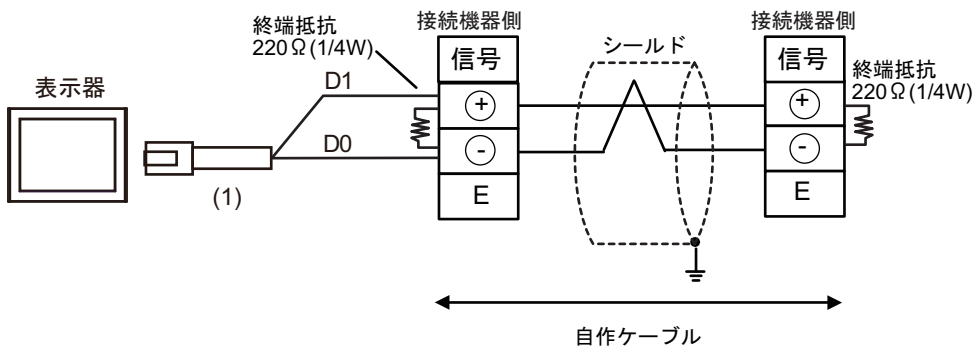 表示器
(1)
D1
D0
終端抵抗
220Ω(1/4W)
接続機器側
信号
+
-
E
シールド
接続機器側
信号
+
-
E
終端抵抗
220Ω(1/4W)
自作ケーブル